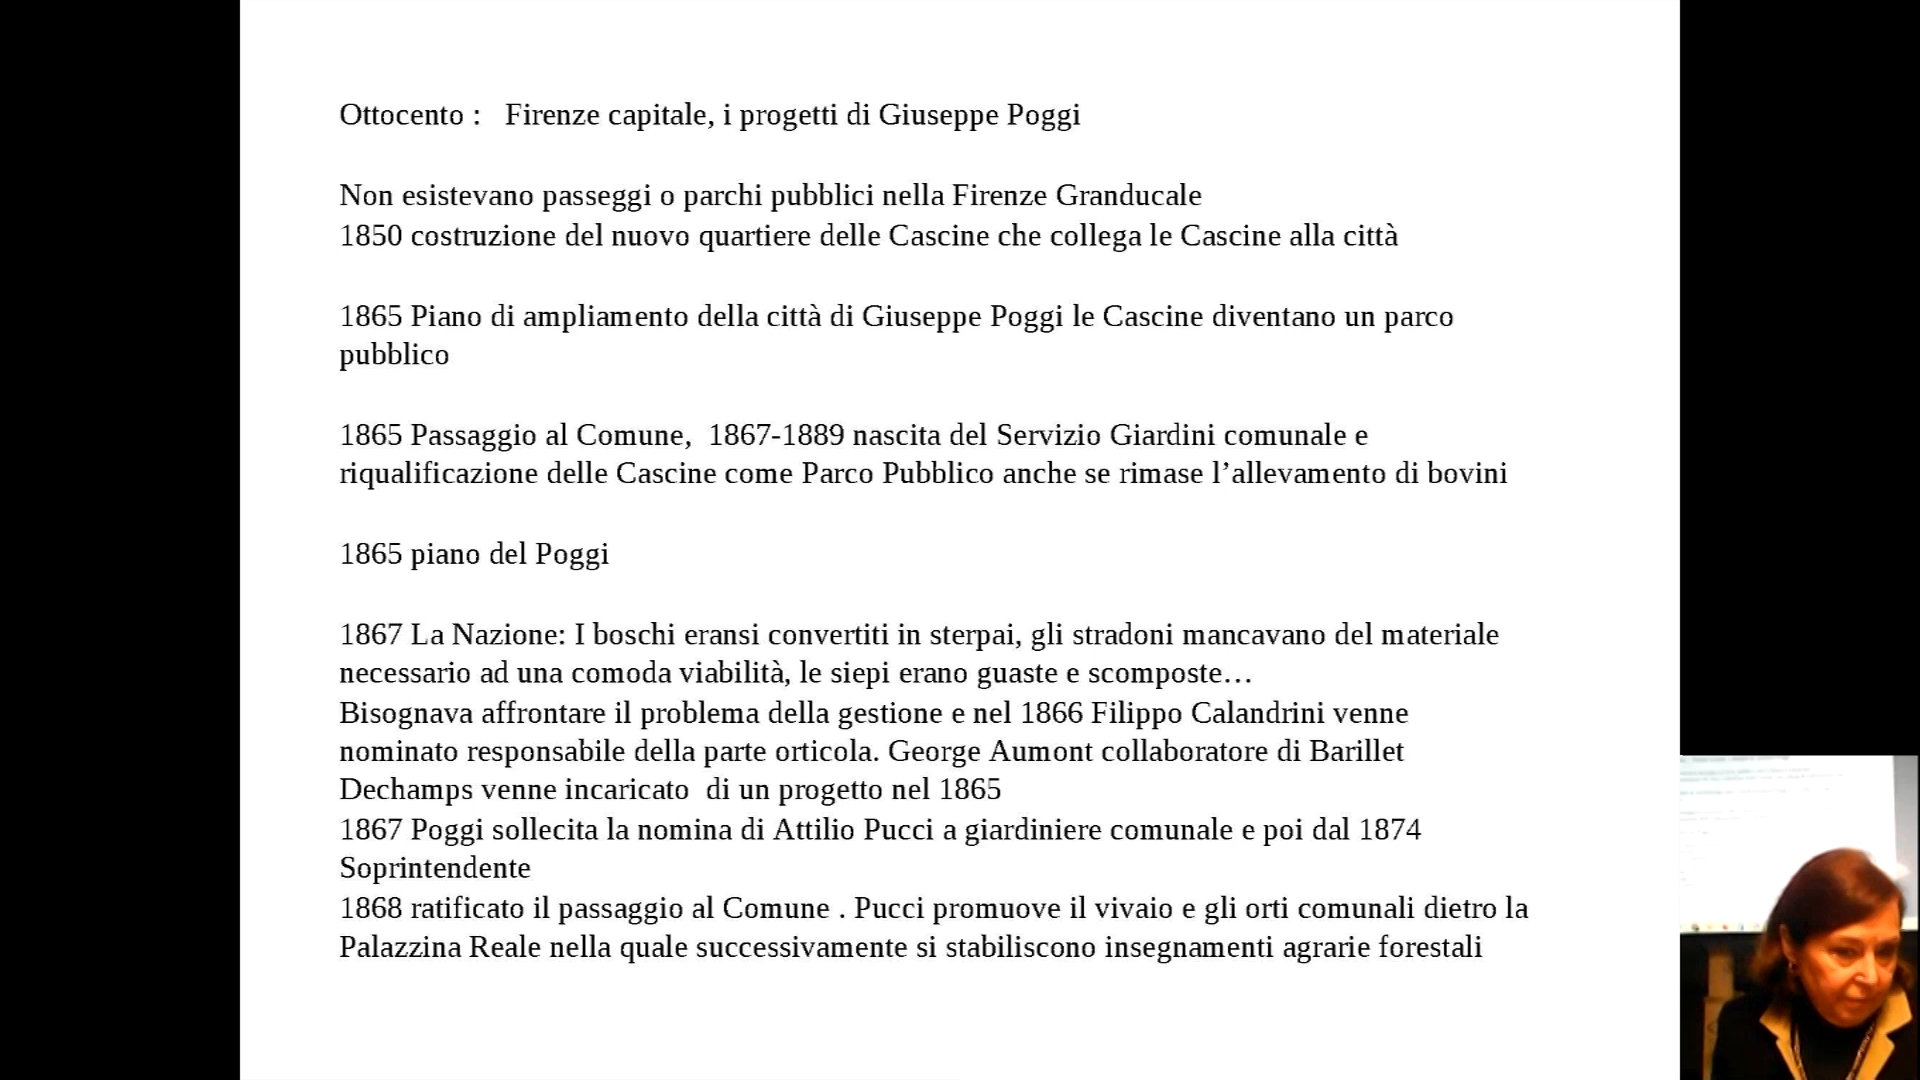 Ottocento :   Firenze capitale, i progetti di Giuseppe Poggi
Non esistevano passeggi o parchi pubblici nella Firenze Granducale
1850 costruzione del nuovo quartiere delle Cascine che collega le Cascine alla città
1865 Piano di ampliamento della città di Giuseppe Poggi le Cascine diventano un parco
pubblico
1865 Passaggio al Comune,  1867-1889 nascita del Servizio Giardini comunale e
riqualificazione delle Cascine come Parco Pubblico anche se rimase l’allevamento di bovini
1865 piano del Poggi
1867 La Nazione: I boschi eransi convertiti in sterpai, gli stradoni mancavano del materiale
necessario ad una comoda viabilità, le siepi erano guaste e scomposte…
Bisognava affrontare il problema della gestione e nel 1866 Filippo Calandrini venne
nominato responsabile della parte orticola. George Aumont collaboratore di Barillet
Dechamps venne incaricato  di un progetto nel 1865
1867 Poggi sollecita la nomina di Attilio Pucci a giardiniere comunale e poi dal 1874
Soprintendente
1868 ratificato il passaggio al Comune . Pucci promuove il vivaio e gli orti comunali dietro la
Palazzina Reale nella quale successivamente si stabiliscono insegnamenti agrarie forestali